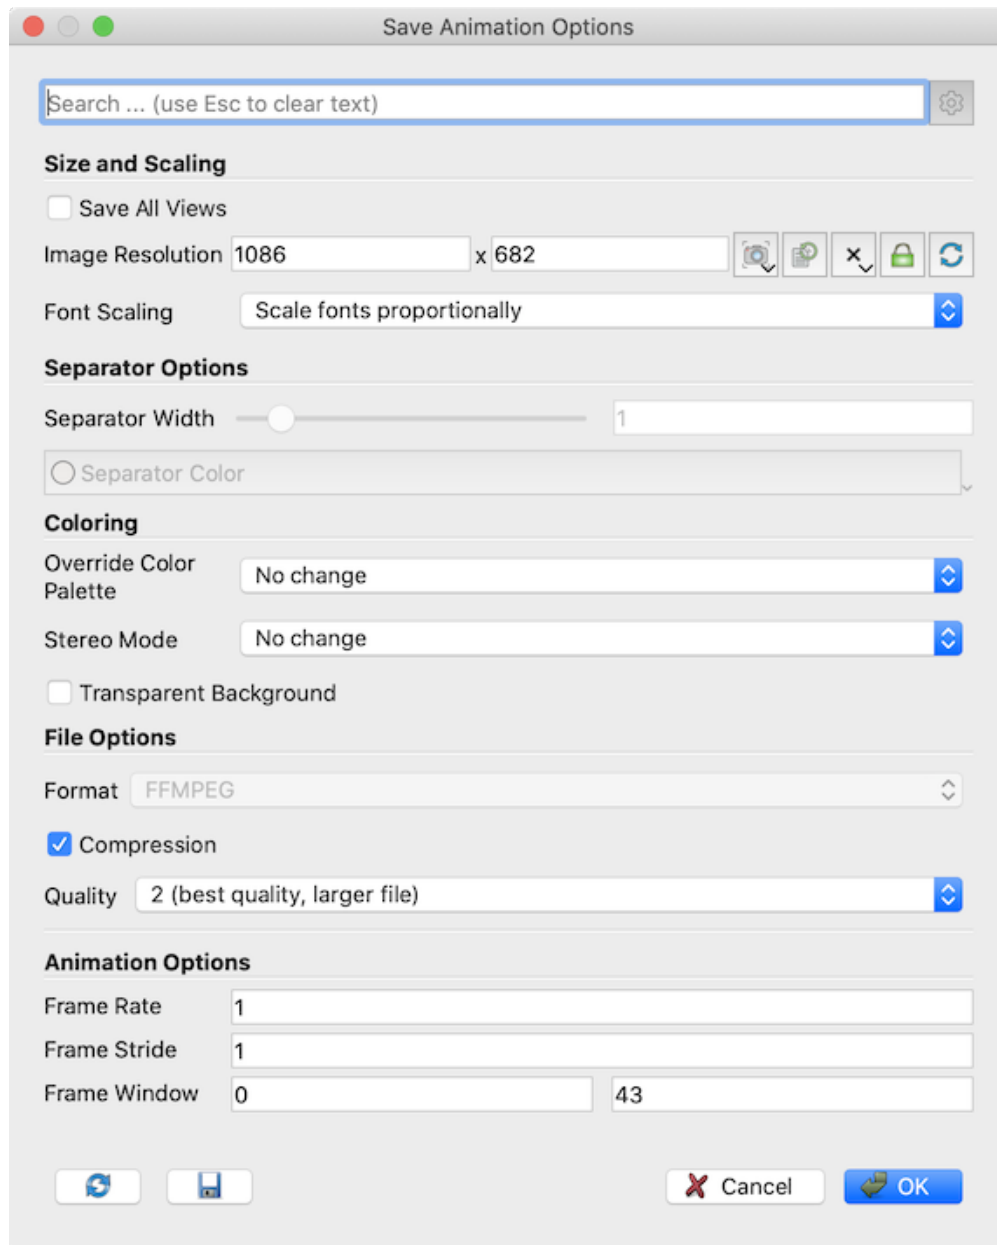 Save Animation Options
Search ... (use Esc to clear text)
Size and Scaling
Save All Views
Image Resolution 1086 x 682
Font Scaling Scale fonts proportionally
Separator Options
Separator Width 1
Separator Color
Coloring
Override Color
Palette No change
Stereo Mode No change
Transparent Background
File Options
Format FFMPEG
Compression
Quality 2 (best quality, larger file)
Animation Options
Frame Rate 1
Frame Stride 1
Frame Window 0 43
Cancel OK